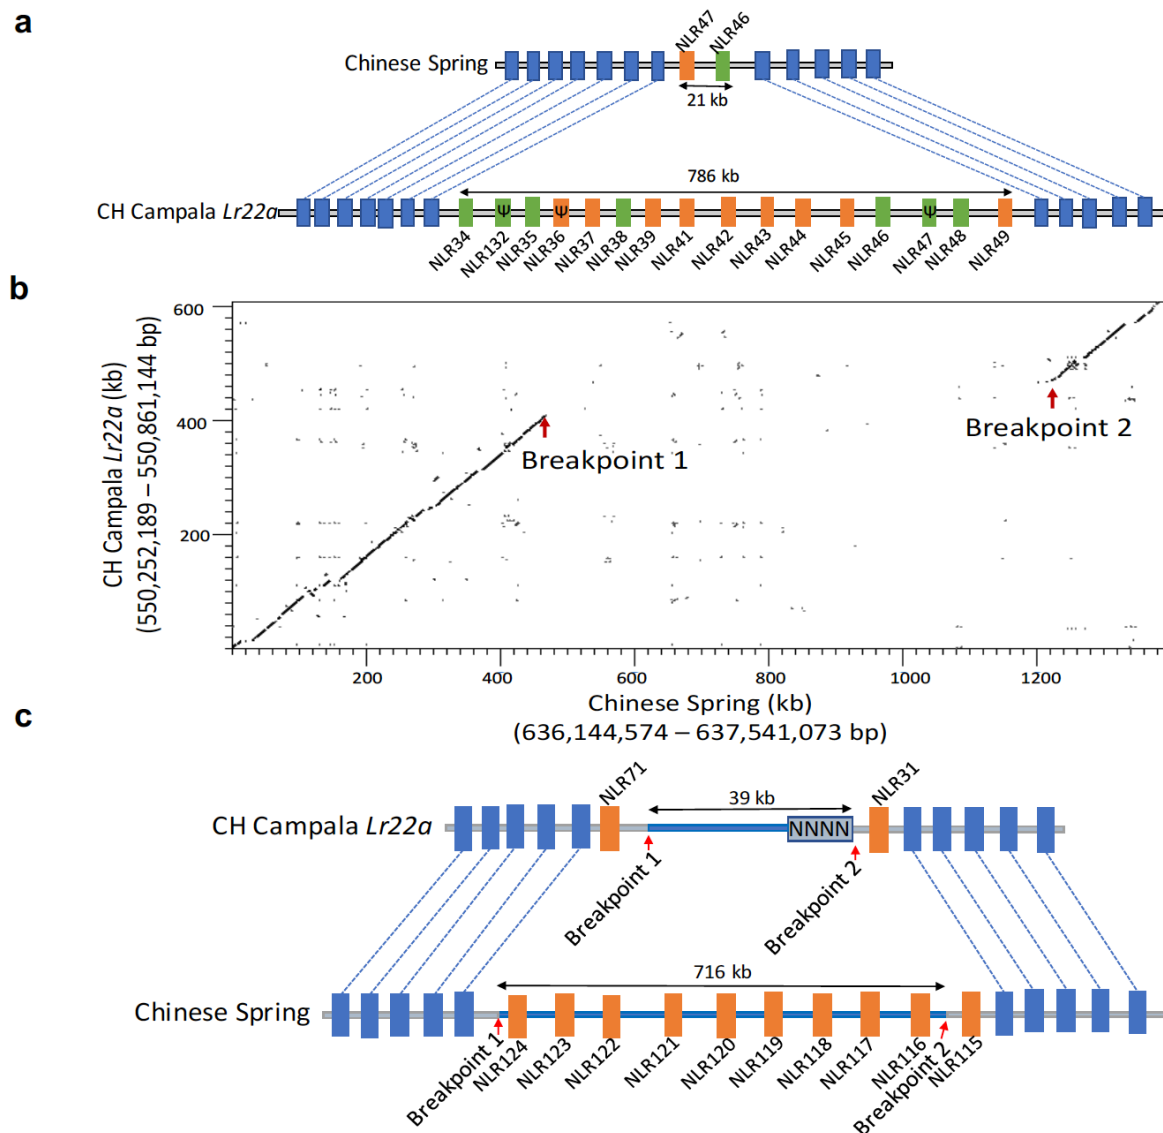 a
NLR47
NLR46
Chinese Spring
21 kb
786 kb
CH Campala Lr22a
Ψ
Ψ
Ψ
NLR34
NLR132
NLR35
NLR36
NLR37
NLR38
NLR39
NLR41
NLR42
NLR43
NLR44
NLR45
NLR46
NLR47
NLR48
NLR49
b
CH Campala Lr22a (kb)
(550,252,189 – 550,861,144 bp)
600
400
200
Breakpoint 1
Breakpoint 2
200
400
600
800
1000
1200
Chinese Spring (kb)
(636,144,574 – 637,541,073 bp)
c
NLR71
39 kb
NLR31
CH Campala Lr22a
NNNN
Breakpoint 1
Breakpoint 2
716 kb
Chinese Spring
Breakpoint 1
NLR124
NLR123
NLR122
NLR121
NLR120
NLR119
NLR118
NLR117
NLR116
Breakpoint 2
NLR115